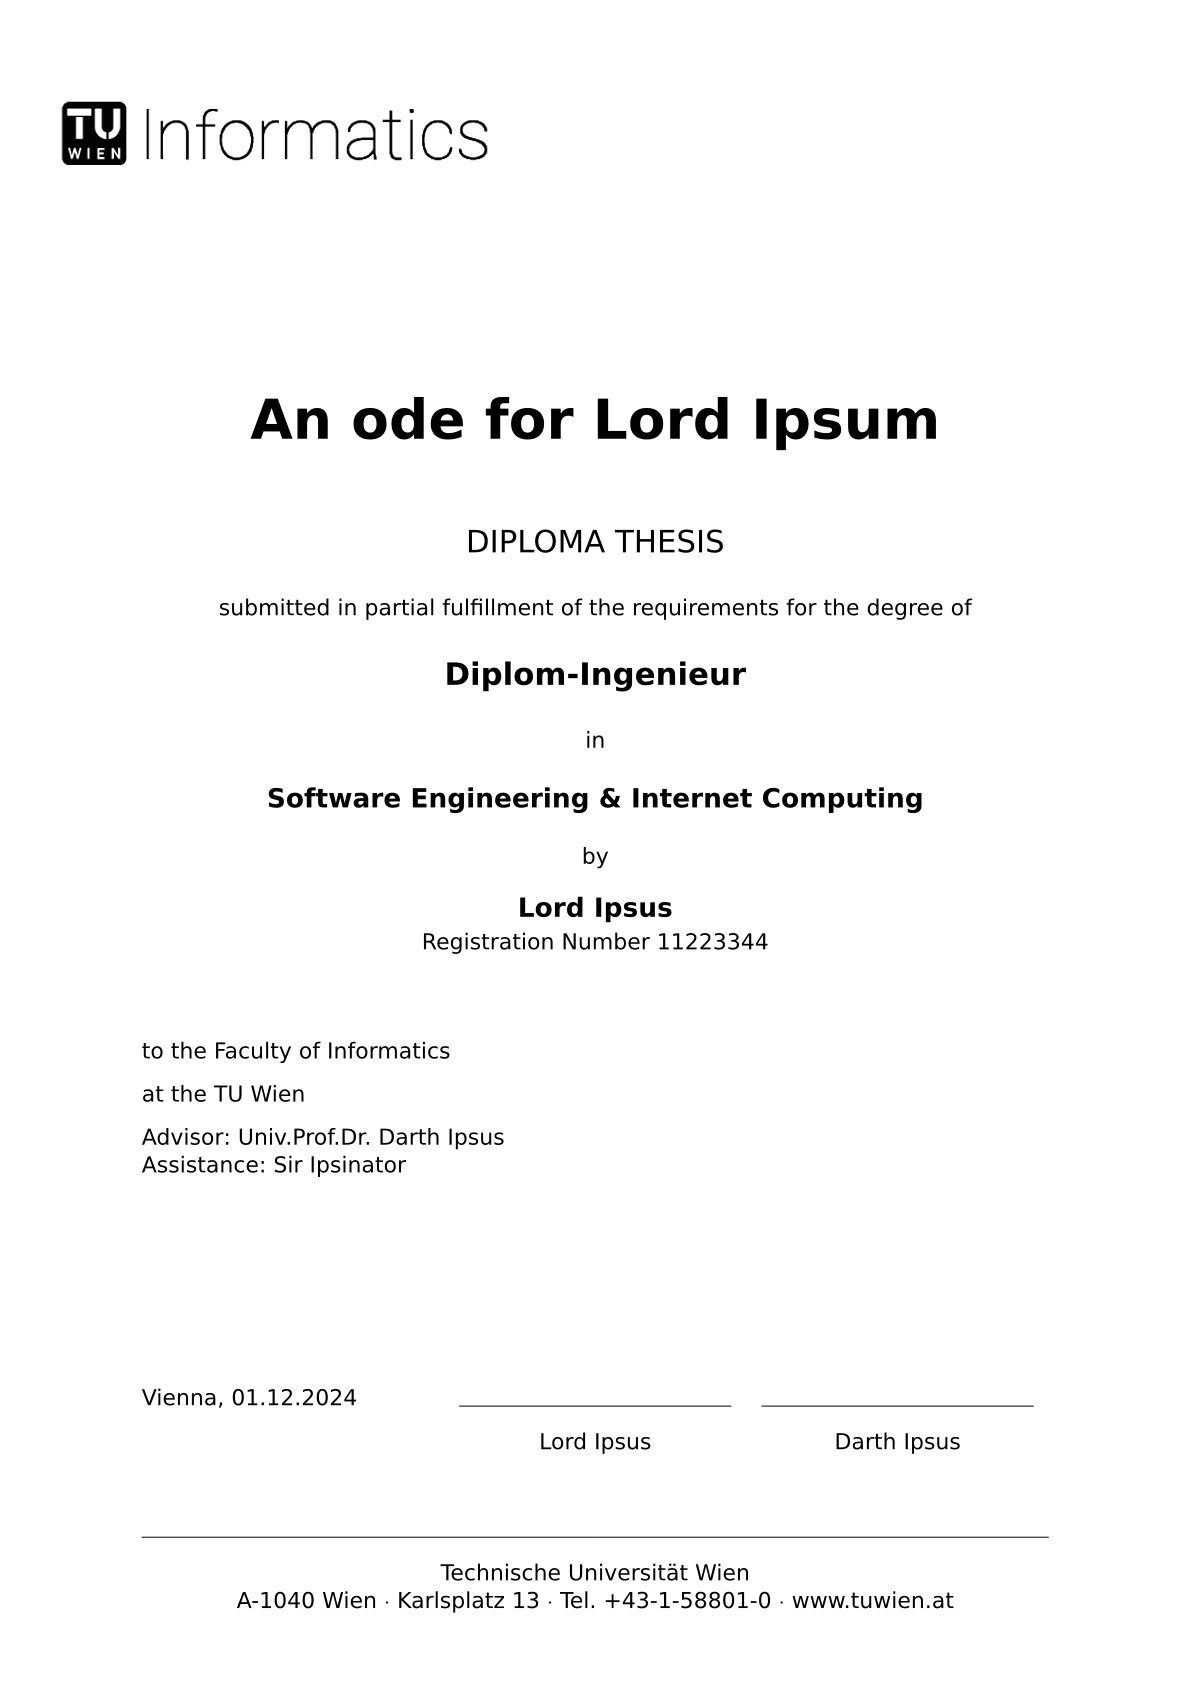 TU
WIEN
Informatics
An ode for Lord Ipsum
DIPLOMA THESIS
submitted in partial fulfillment of the requirements for the degree of
Diplom-Ingenieur
in
Software Engineering & Internet Computing
by
Lord Ipsus
Registration Number 11223344
to the Faculty of Informatics
at the TU Wien
Advisor: Univ.Prof.Dr. Darth Ipsus
Assistance: Sir Ipsinator
Vienna, 01.12.2024
Lord Ipsus
Darth Ipsus
Technische Universität Wien
A-1040 Wien · Karlsplatz 13 · Tel. +43-1-58801-0 · www.tuwien.at